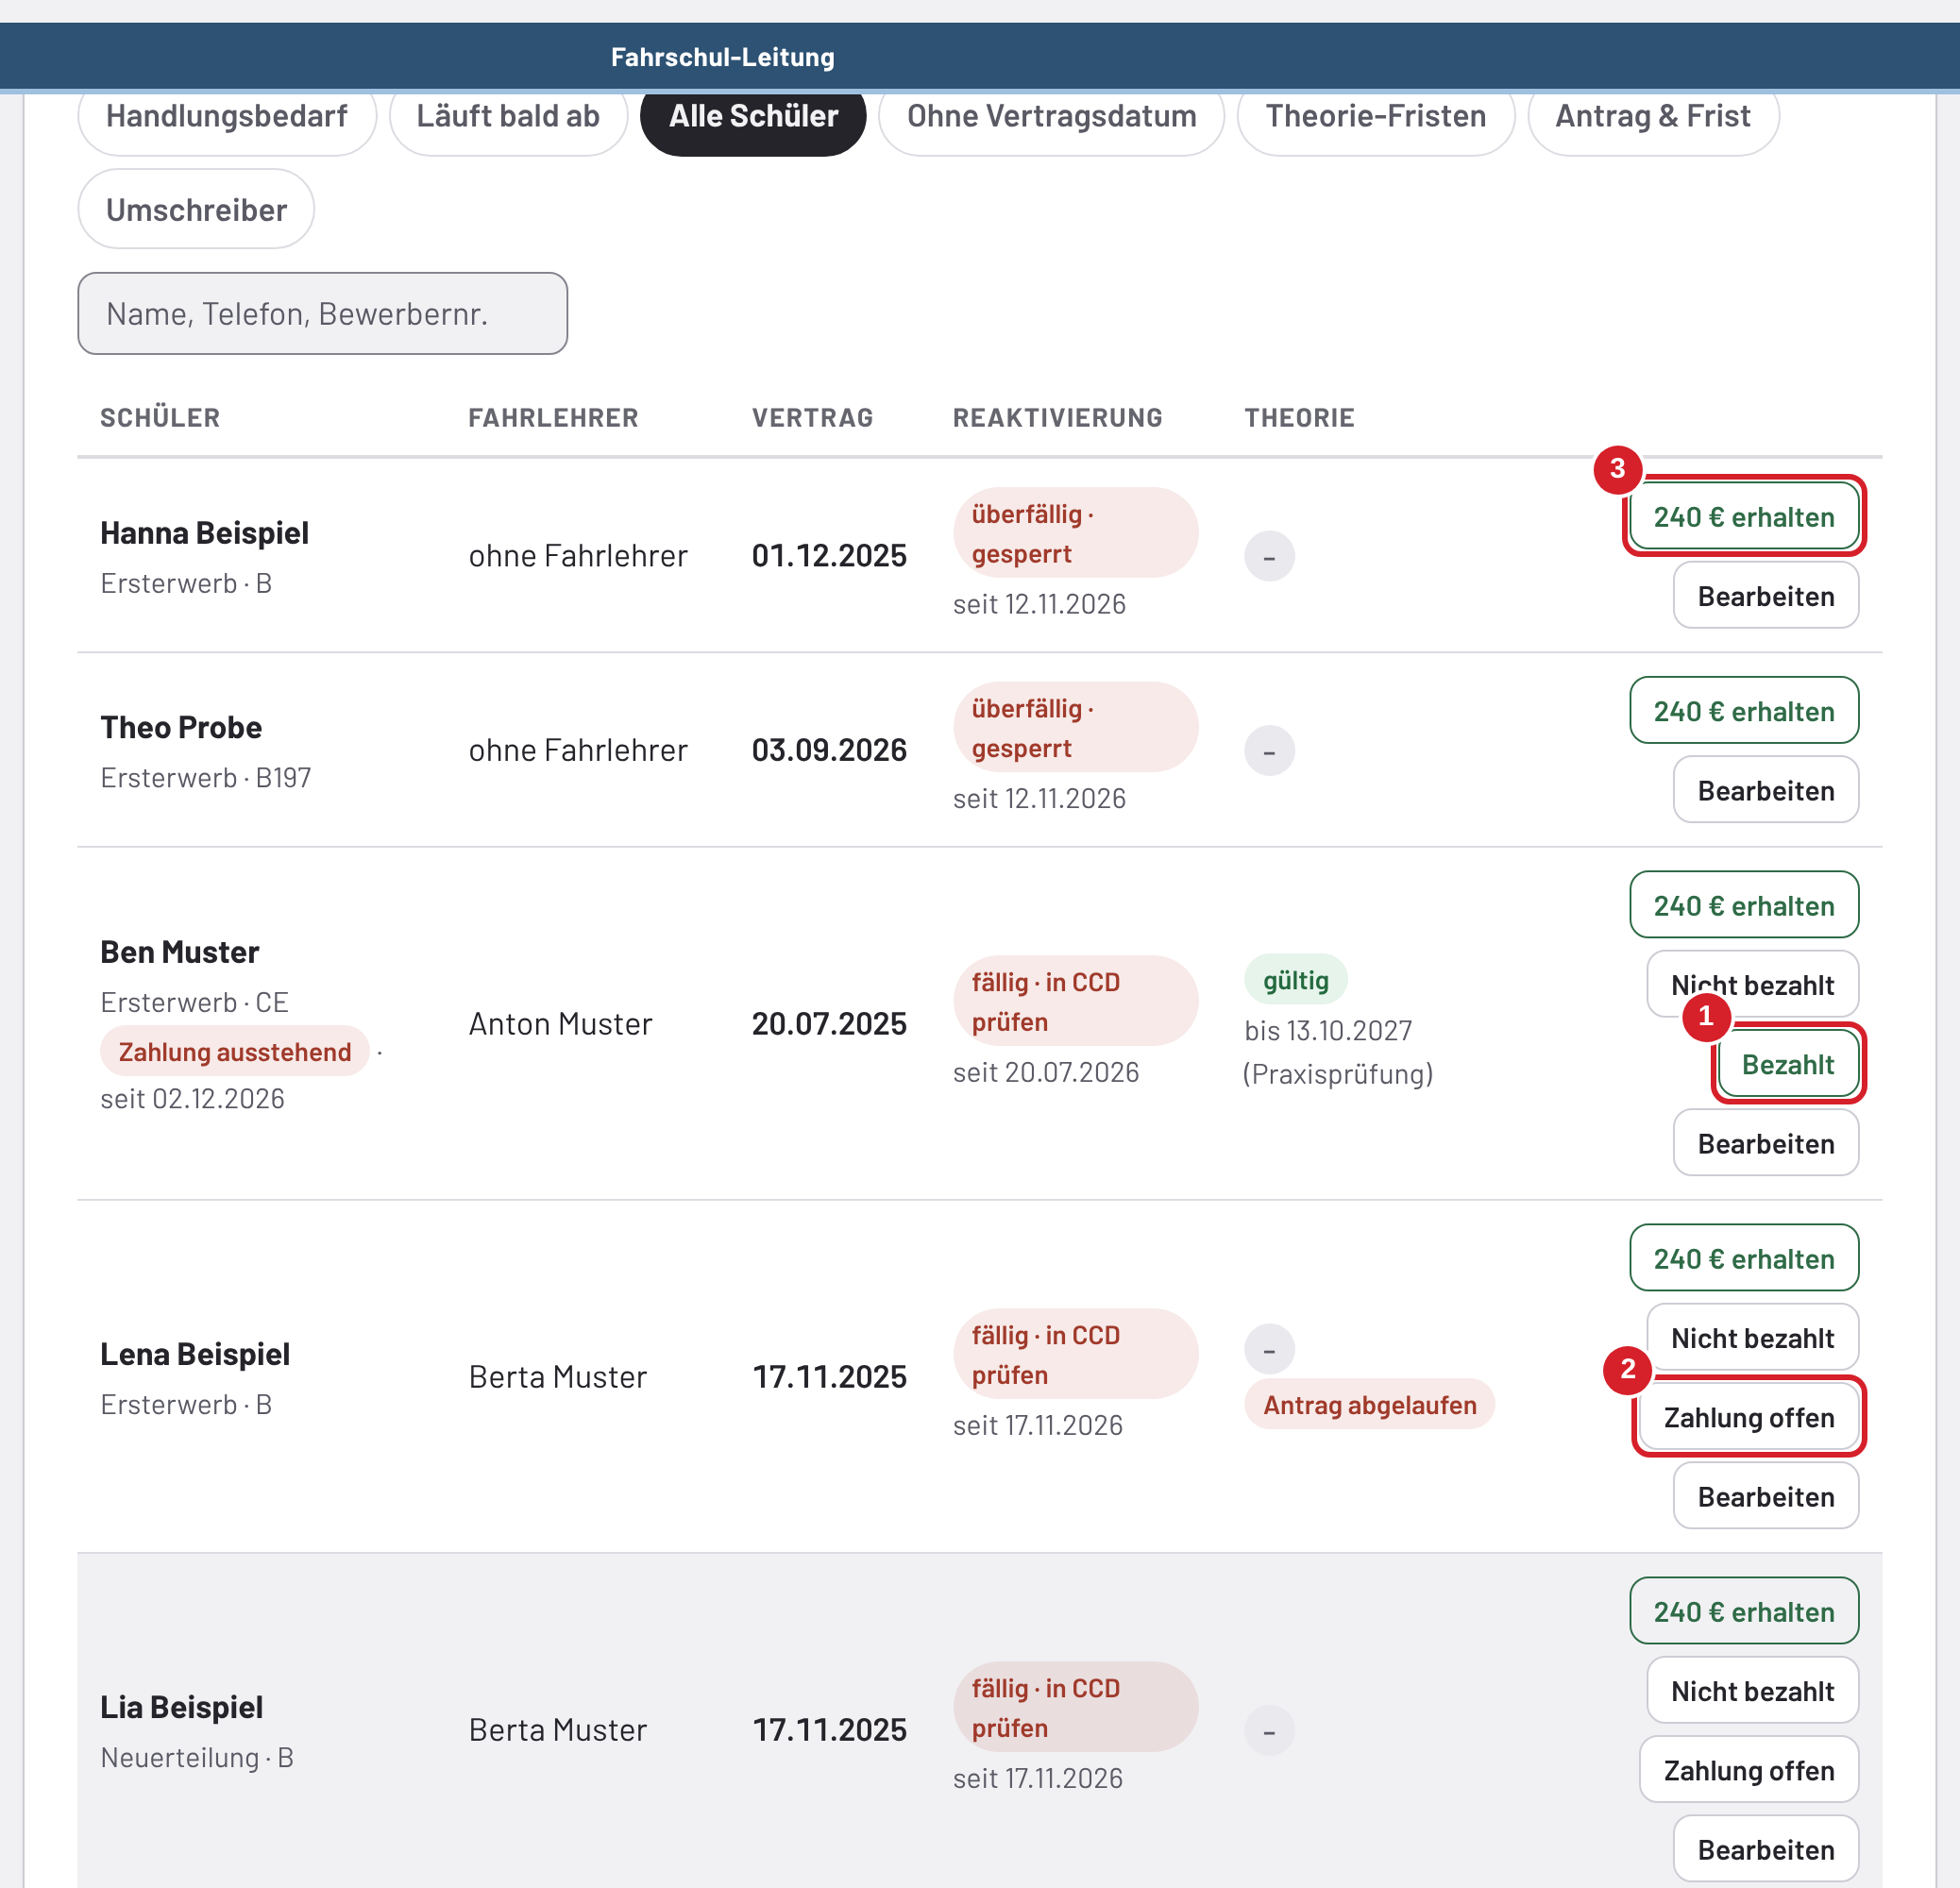 Fahrschul-Leitung
Handlungsbedarf
Läuft bald ab
Alle Schüler
Ohne Vertragsdatum
Theorie-Fristen
Antrag & Frist
Umschreiber
Name, Telefon, Bewerbernr.
SCHÜLER
FAHRLEHRER
VERTRAG
REAKTIVIERUNG
THEORIE
Hanna Beispiel
Ersterwerb · B
ohne Fahrlehrer
01.12.2025
überfällig ·
gesperrt
seit 12.11.2026
–
3
240 € erhalten
Bearbeiten
Theo Probe
Ersterwerb · B197
ohne Fahrlehrer
03.09.2026
überfällig ·
gesperrt
seit 12.11.2026
–
240 € erhalten
Bearbeiten
Ben Muster
Ersterwerb · CE
Zahlung ausstehend ·
seit 02.12.2026
Anton Muster
20.07.2025
fällig · in CCD
prüfen
seit 20.07.2026
gültig
bis 13.10.2027
(Praxisprüfung)
240 € erhalten
Nicht bezahlt
1
Bezahlt
Bearbeiten
Lena Beispiel
Ersterwerb · B
Berta Muster
17.11.2025
fällig · in CCD
prüfen
seit 17.11.2026
–
Antrag abgelaufen
240 € erhalten
Nicht bezahlt
2
Zahlung offen
Bearbeiten
Lia Beispiel
Neuerteilung · B
Berta Muster
17.11.2025
fällig · in CCD
prüfen
seit 17.11.2026
–
240 € erhalten
Nicht bezahlt
Zahlung offen
Bearbeiten